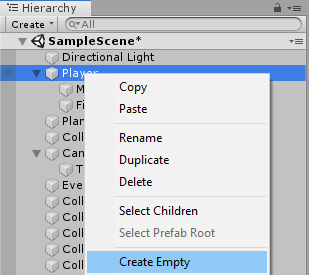 Hierarchy
Create
All
SampleScene*
Directional Light
Player
Copy
Paste
Rename
Duplicate
Delete
Select Children
Select Prefab Root
Create Empty
M
Fi
Plan
Coll
Can
T
Eve
Coll
Coll
Coll
Coll